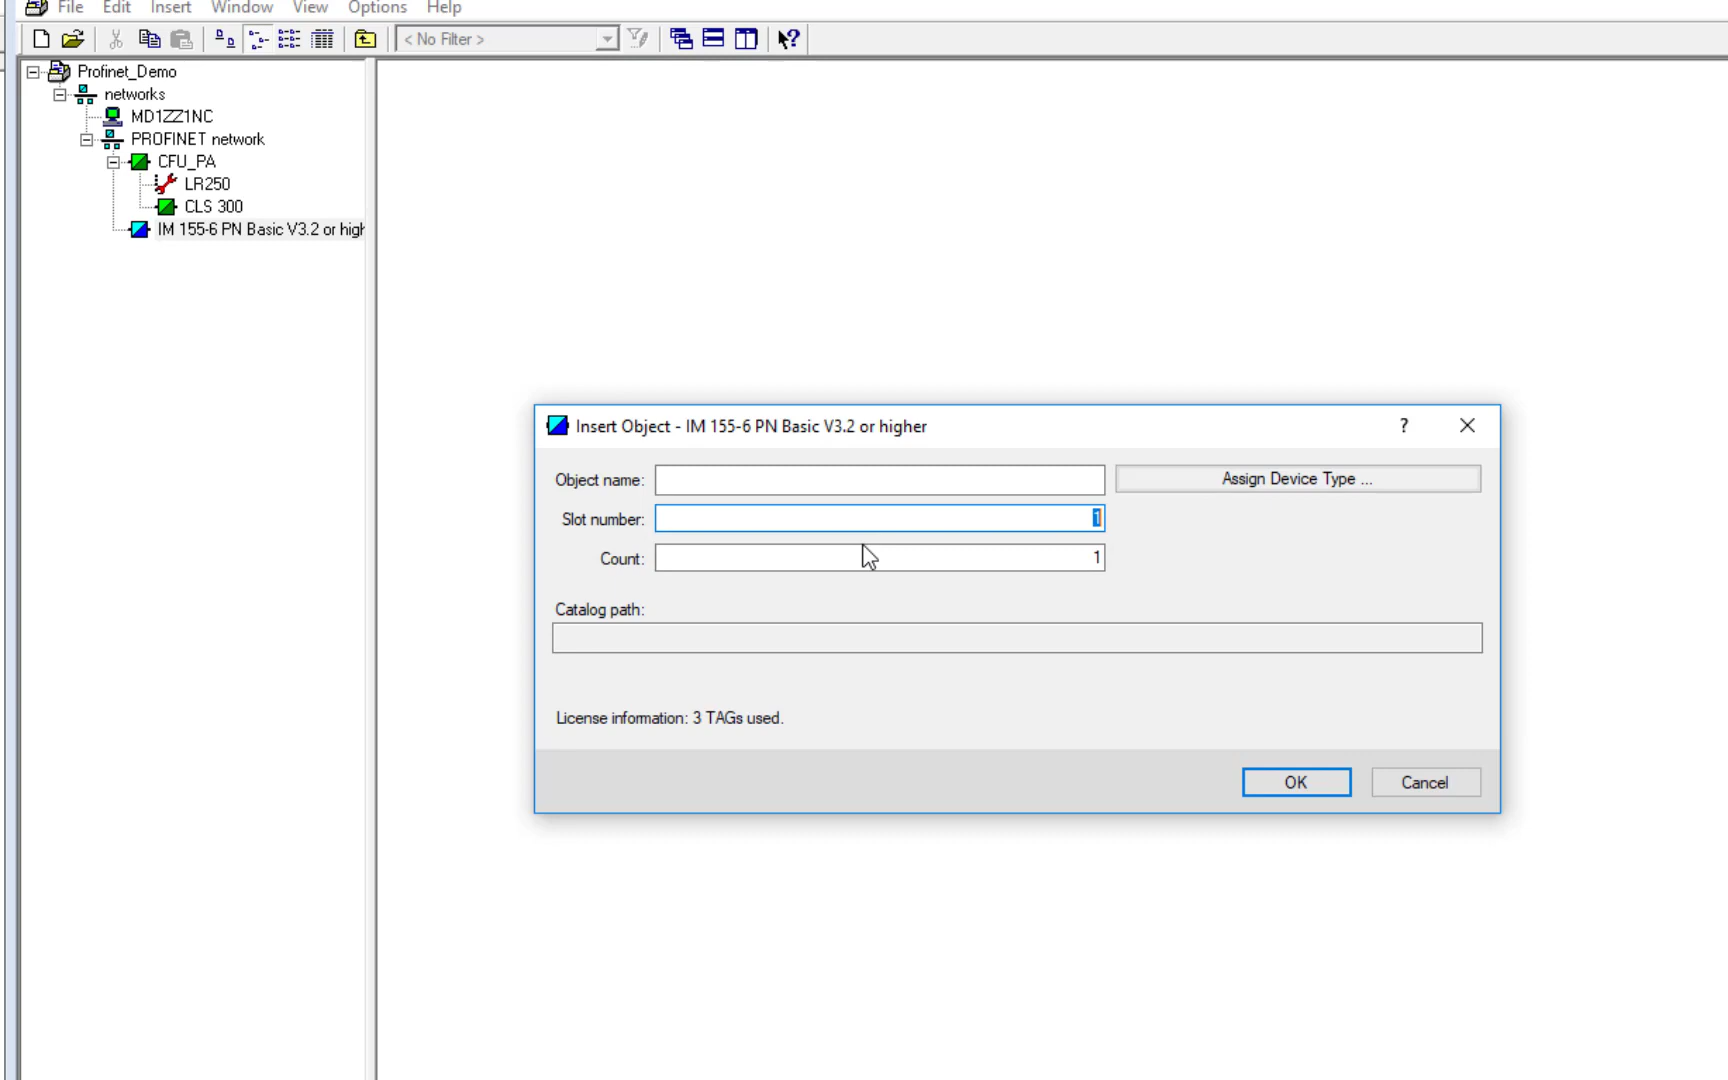 File Edit Insert Window View Options Help
< No Filter >
Profinet_Demo
networks
MD1ZZ1NC
PROFINET network
CFU_PA
LR250
CLS 300
IM 155-6 PN Basic V3.2 or high
Insert Object - IM 155-6 PN Basic V3.2 or higher
?
Object name:
Assign Device Type ...
Slot number: 1
Count: 1
Catalog path:
License information: 3 TAGs used.
OK Cancel